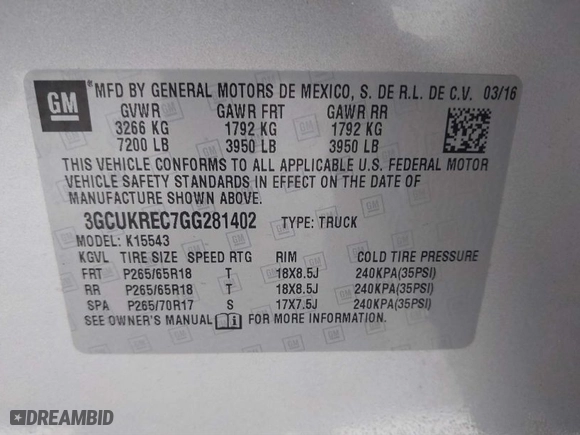 GM
*MFD BY GENERAL MOTORS DE MEXICO, S. DE R.L. DE C.V. 03/16
GVWR GAWR FRT GAWR RR
3266 KG 1792 KG 1792 KG
7200 LB 3950 LB 3950 LB
THIS VEHICLE CONFORMS TO ALL APPLICABLE U.S. FEDERAL MOTOR
VEHICLE SAFETY STANDARDS IN EFFECT ON THE DATE OF
MANUFACTURE SHOWN ABOVE.
3GCUKREC7GG281402 TYPE: TRUCK
MODEL: K15543
KGVL TIRE SIZE SPEED RTG RIM COLD TIRE PRESSURE
FRT P265/65R18 T 18X8.5J 240KPA(35PSI)
RR P265/65R18 T 18X8.5J 240KPA(35PSI)
SPA P265/70R17 S 17X7.5J 240KPA(35PSI)
SEE OWNER'S MANUAL FOR MORE INFORMATION.
DREAMBID